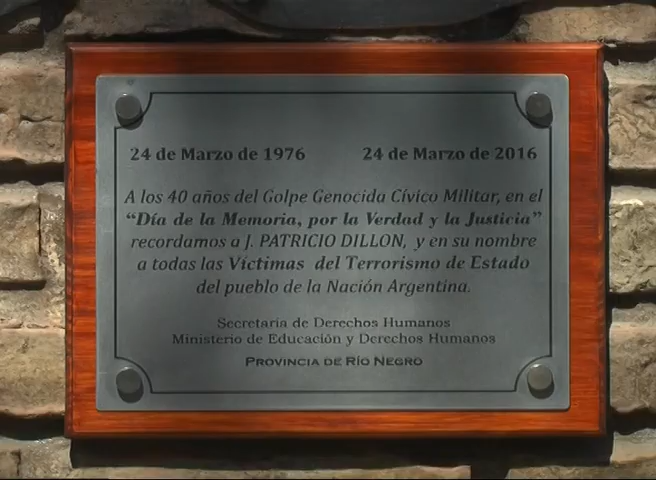 24 de Marzo de 1976 24 de Marzo de 2016
A los 40 años del Golpe Genocida Cívico Militar, en el
“Día de la Memoria, por la Verdad y la Justicia”
recordamos a J. PATRICIO DILLON, y en su nombre
a todas las Víctimas del Terrorismo de Estado
del pueblo de la Nación Argentina.
Secretaría de Derechos Humanos
Ministerio de Educación y Derechos Humanos
PROVINCIA DE RÍO NEGRO